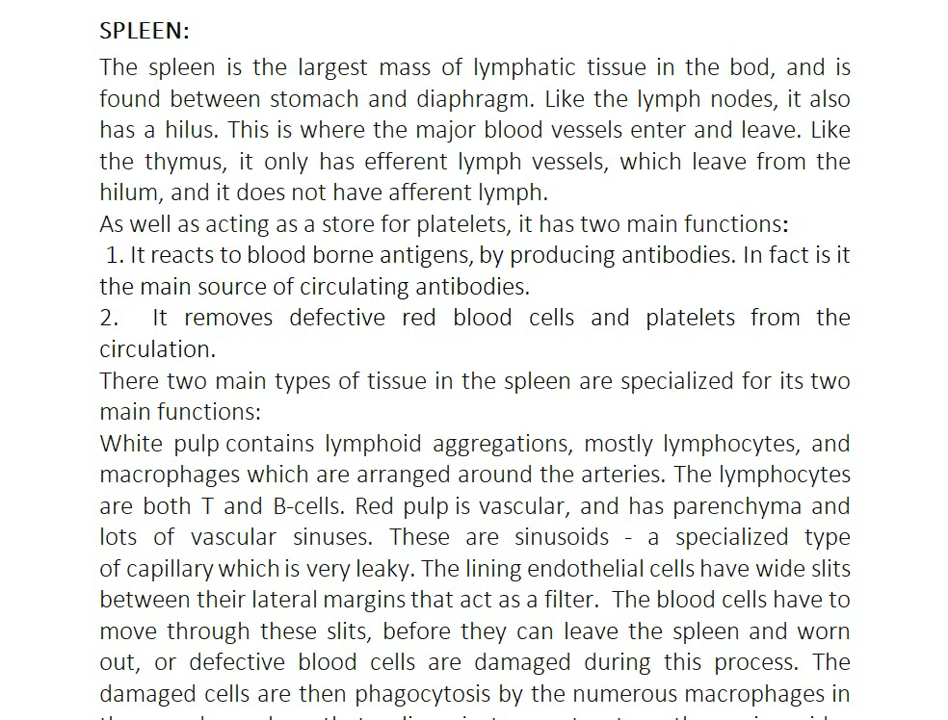 SPLEEN:
The spleen is the largest mass of lymphatic tissue in the bod, and is
found between stomach and diaphragm. Like the lymph nodes, it also
has a hilus. This is where the major blood vessels enter and leave. Like
the thymus, it only has efferent lymph vessels, which leave from the
hilum, and it does not have afferent lymph.
As well as acting as a store for platelets, it has two main functions:
1. It reacts to blood borne antigens, by producing antibodies. In fact is it
the main source of circulating antibodies.
2. It removes defective red blood cells and platelets from the
circulation.
There two main types of tissue in the spleen are specialized for its two
main functions:
White pulp contains lymphoid aggregations, mostly lymphocytes, and
macrophages which are arranged around the arteries. The lymphocytes
are both T and B-cells. Red pulp is vascular, and has parenchyma and
lots of vascular sinuses. These are sinusoids - a specialized type
of capillary which is very leaky. The lining endothelial cells have wide slits
between their lateral margins that act as a filter. The blood cells have to
move through these slits, before they can leave the spleen and worn
out, or defective blood cells are damaged during this process. The
damaged cells are then phagocytosis by the numerous macrophages in